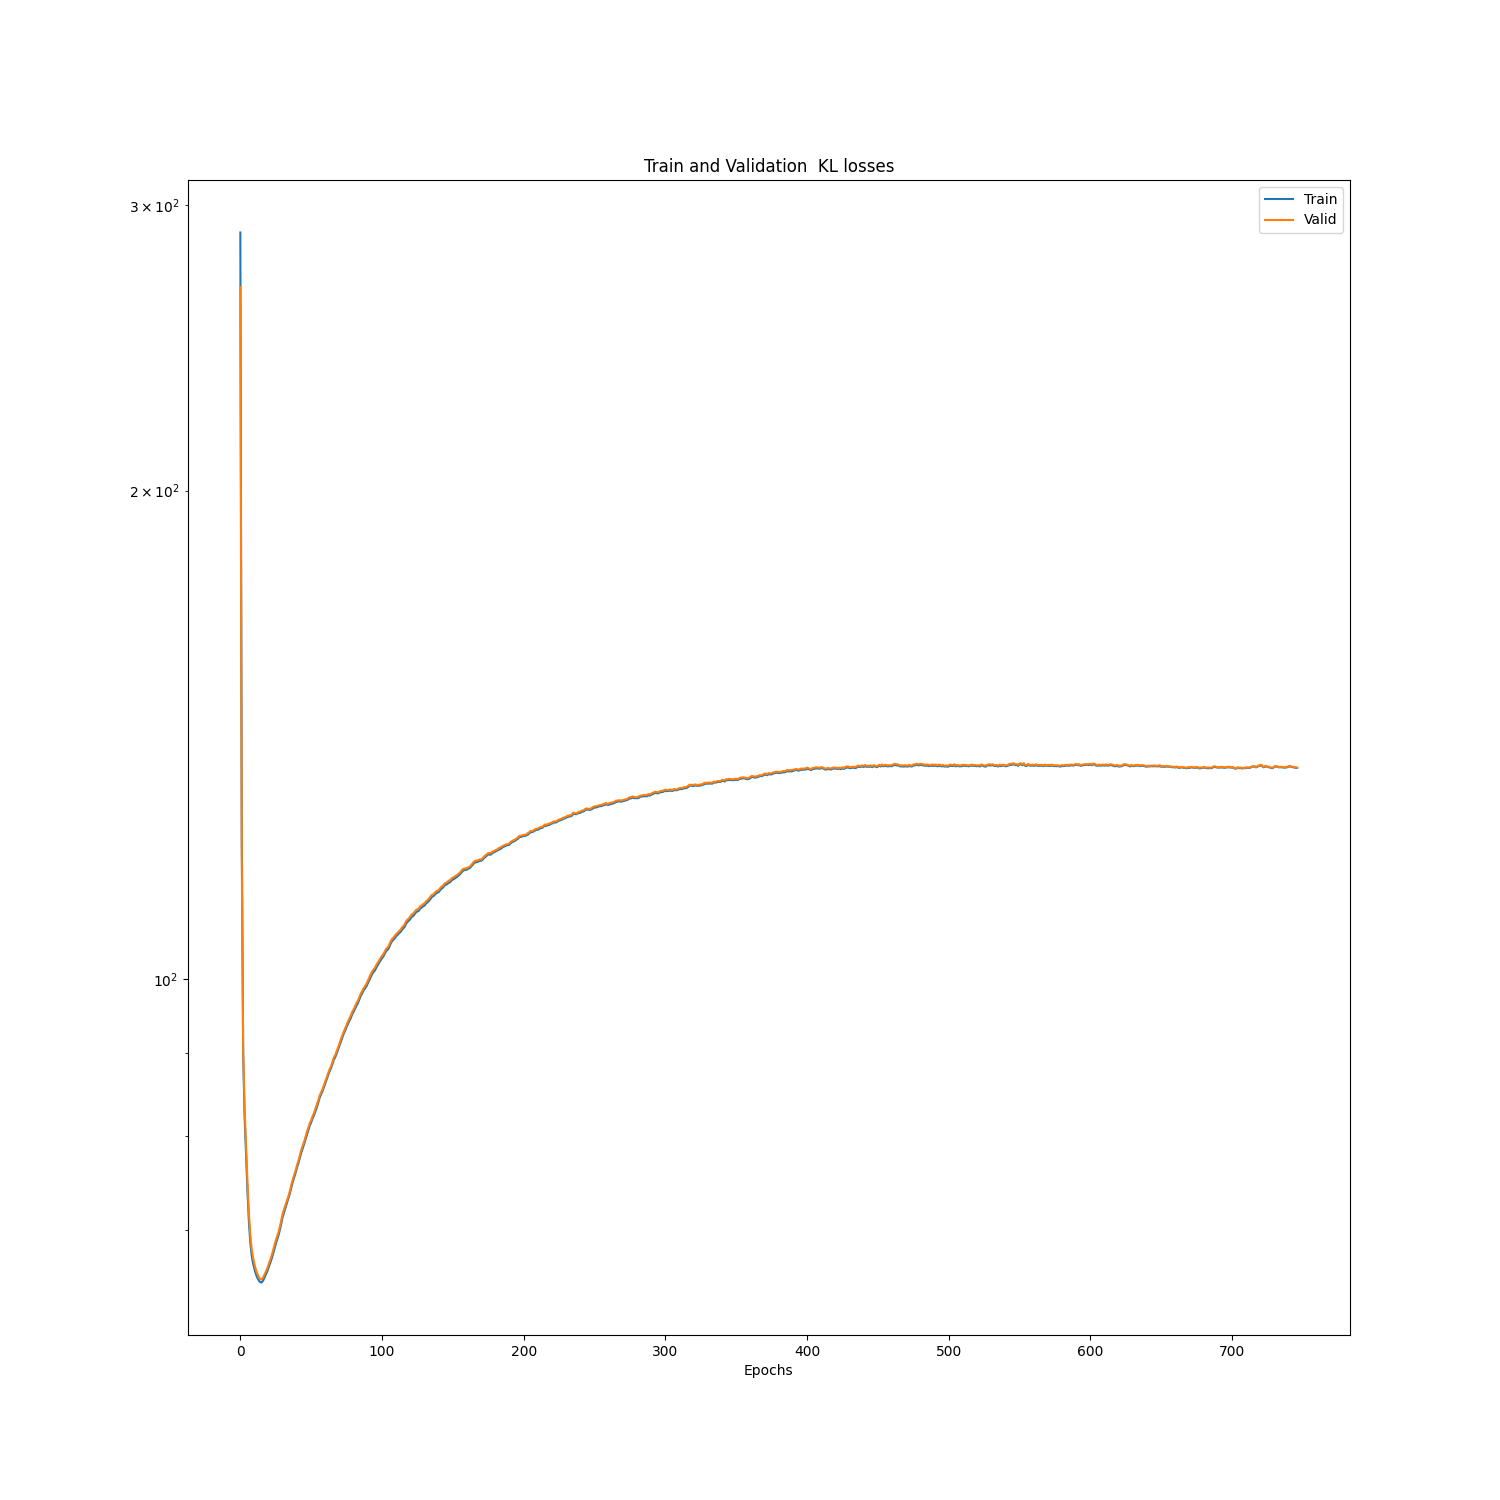 Train and Validation  KL losses
3 × 10²
Train
Valid
2 × 10²
10²
0 100 200 300 400 500 600 700
Epochs